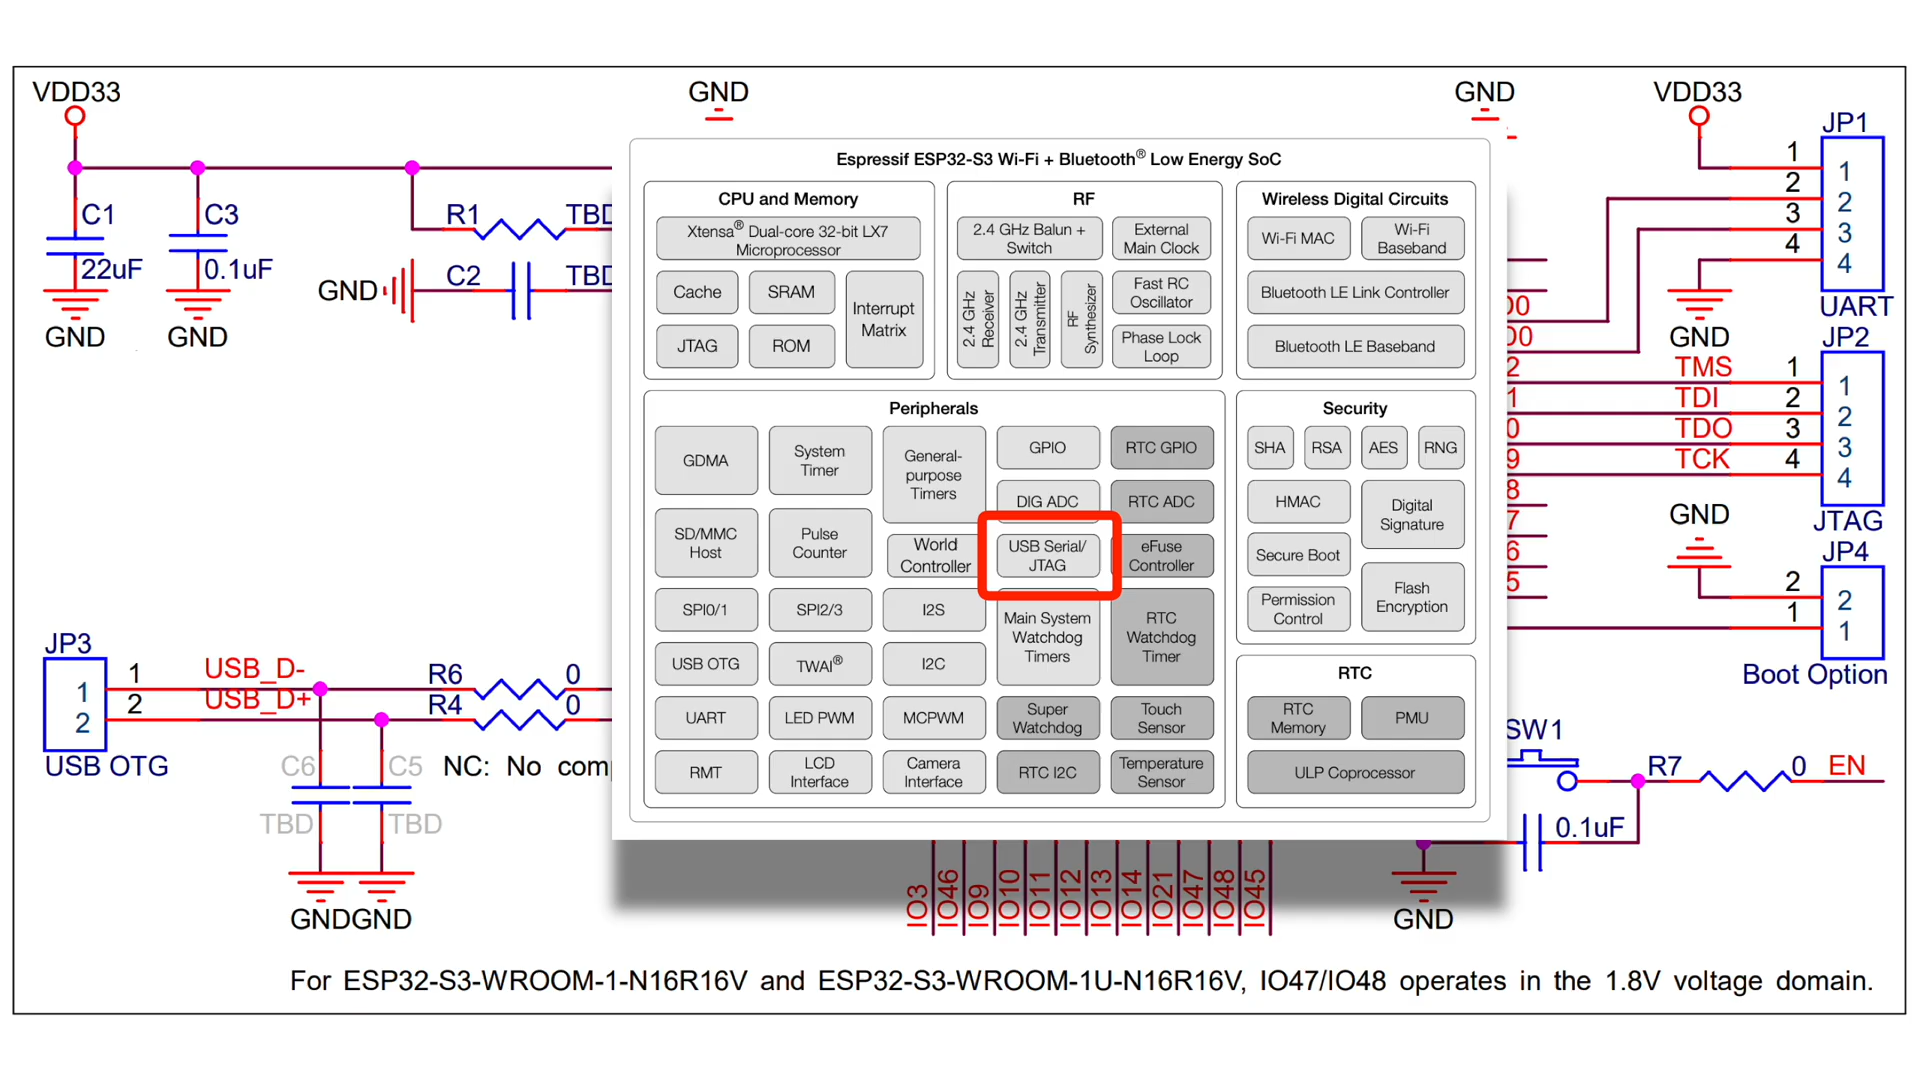 VDD33
GND
GND
VDD33
JP1
C1
22uF
GND
C3
0.1uF
GND
R1
GND
C2
Espressif ESP32-S3 Wi-Fi + Bluetooth® Low Energy SoC
CPU and Memory
Xtensa® Dual-core 32-bit LX7
Microprocessor
Cache
SRAM
Interrupt
Matrix
JTAG
ROM
RF
2.4 GHz Balun +
Switch
External
Main Clock
2.4 GHz
Receiver
2.4 GHz
Transmitter
RF
Synthesizer
Fast RC
Oscillator
Phase Lock
Loop
Wireless Digital Circuits
Wi-Fi MAC
Wi-Fi
Baseband
Bluetooth LE Link Controller
Bluetooth LE Baseband
Peripherals
GDMA
System
Timer
General-
purpose
Timers
GPIO
RTC GPIO
DIG ADC
RTC ADC
SD/MMC
Host
Pulse
Counter
World
Controller
USB Serial/
JTAG
eFuse
Controller
SPI0/1
SPI2/3
I2S
Main System
Watchdog
Timers
RTC
Watchdog
Timer
USB OTG
TWAI®
I2C
UART
LED PWM
MCPWM
Super
Watchdog
Touch
Sensor
RMT
LCD
Interface
Camera
Interface
RTC I2C
Temperature
Sensor
Security
SHA
RSA
AES
RNG
HMAC
Digital
Signature
Secure Boot
Permission
Control
Flash
Encryption
RTC
RTC
Memory
PMU
ULP Coprocessor
1 1
2 2
3 3
4 4
UART
GND
JP2
TMS 1 1
TDI 2 2
TDO 3 3
TCK 4 4
JTAG
GND
JP4
2 2
1 1
Boot Option
JP3
1 1 USB_D-
2 2 USB_D+
USB OTG
R6 0
R4 0
C6
TBD
C5
TBD
NC: No
GND GND
SW1
R7 0 EN
0.1uF
GND
IO3
IO46
IO9
IO10
IO11
IO12
IO13
IO14
IO21
IO47
IO48
IO45
For ESP32-S3-WROOM-1-N16R16V and ESP32-S3-WROOM-1U-N16R16V, IO47/IO48 operates in the 1.8V voltage domain.